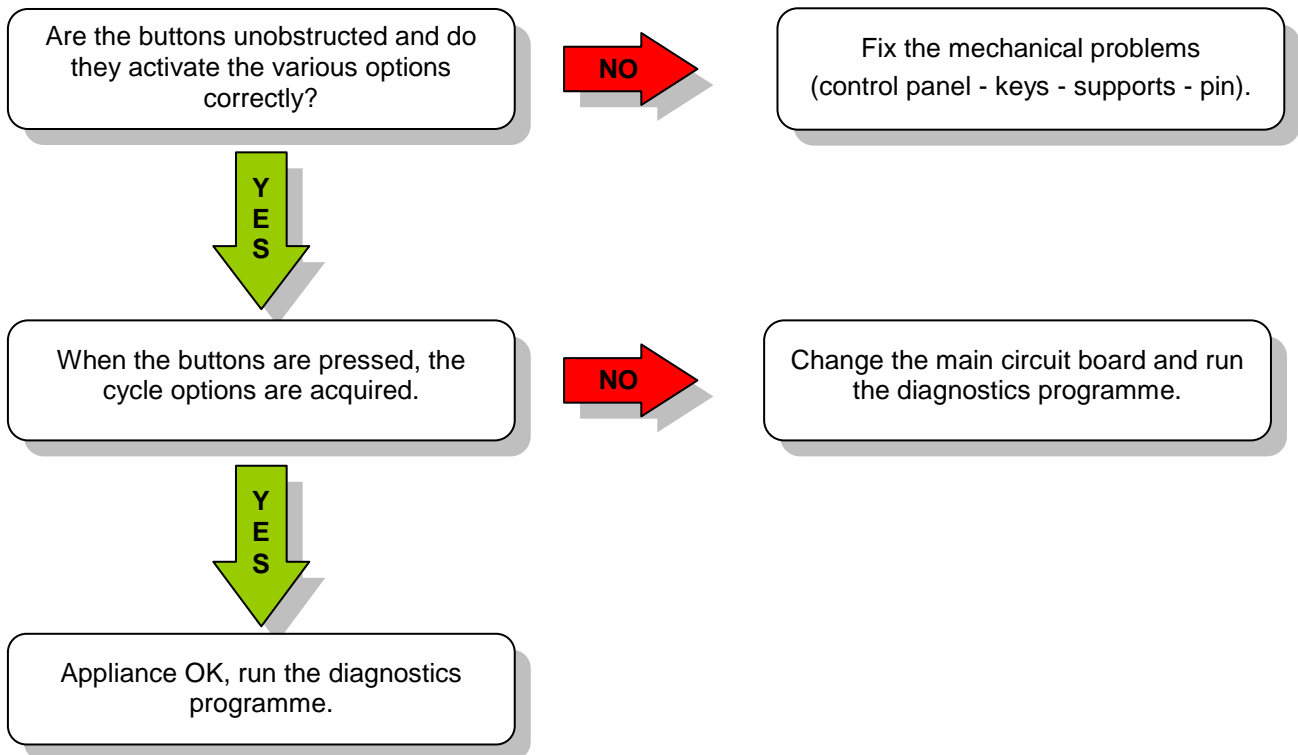 Are the buttons unobstructed and do
they activate the various options
correctly?
NO
Fix the mechanical problems
(control panel - keys - supports - pin).
Y
E
S
When the buttons are pressed, the
cycle options are acquired.
NO
Change the main circuit board and run
the diagnostics programme.
Y
E
S
Appliance OK, run the diagnostics
programme.